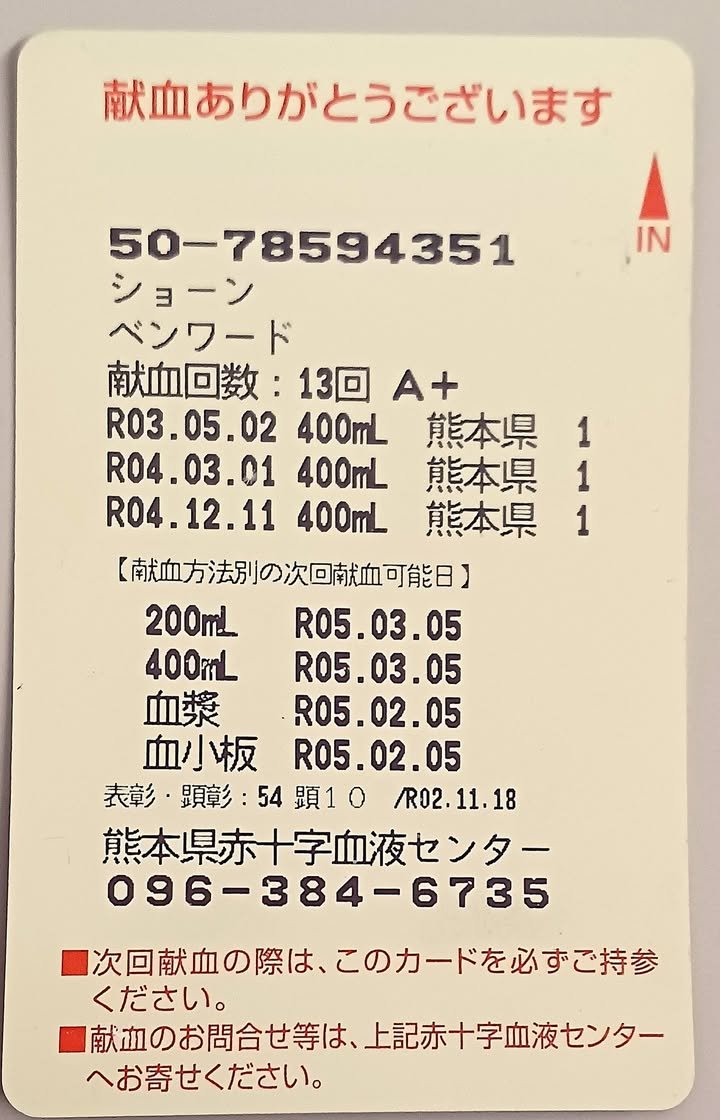 献血ありがとうございます
IN
50-78594351
ショーン
ベンワード
献血回数：13回 A+
R03.05.02 400mL 熊本県 1
R04.03.01 400mL 熊本県 1
R04.12.11 400mL 熊本県 1
【献血方法別の次回献血可能日】
200mL R05.03.05
400mL R05.03.05
血漿 R05.02.05
血小板 R05.02.05
表彰・顕彰：54 顕１０ /R02.11.18
熊本県赤十字血液センター
096-384-6735
■次回献血の際は、このカードを必ずご持参
ください。
■献血のお問合せ等は、上記赤十字血液センター
へお寄せください。